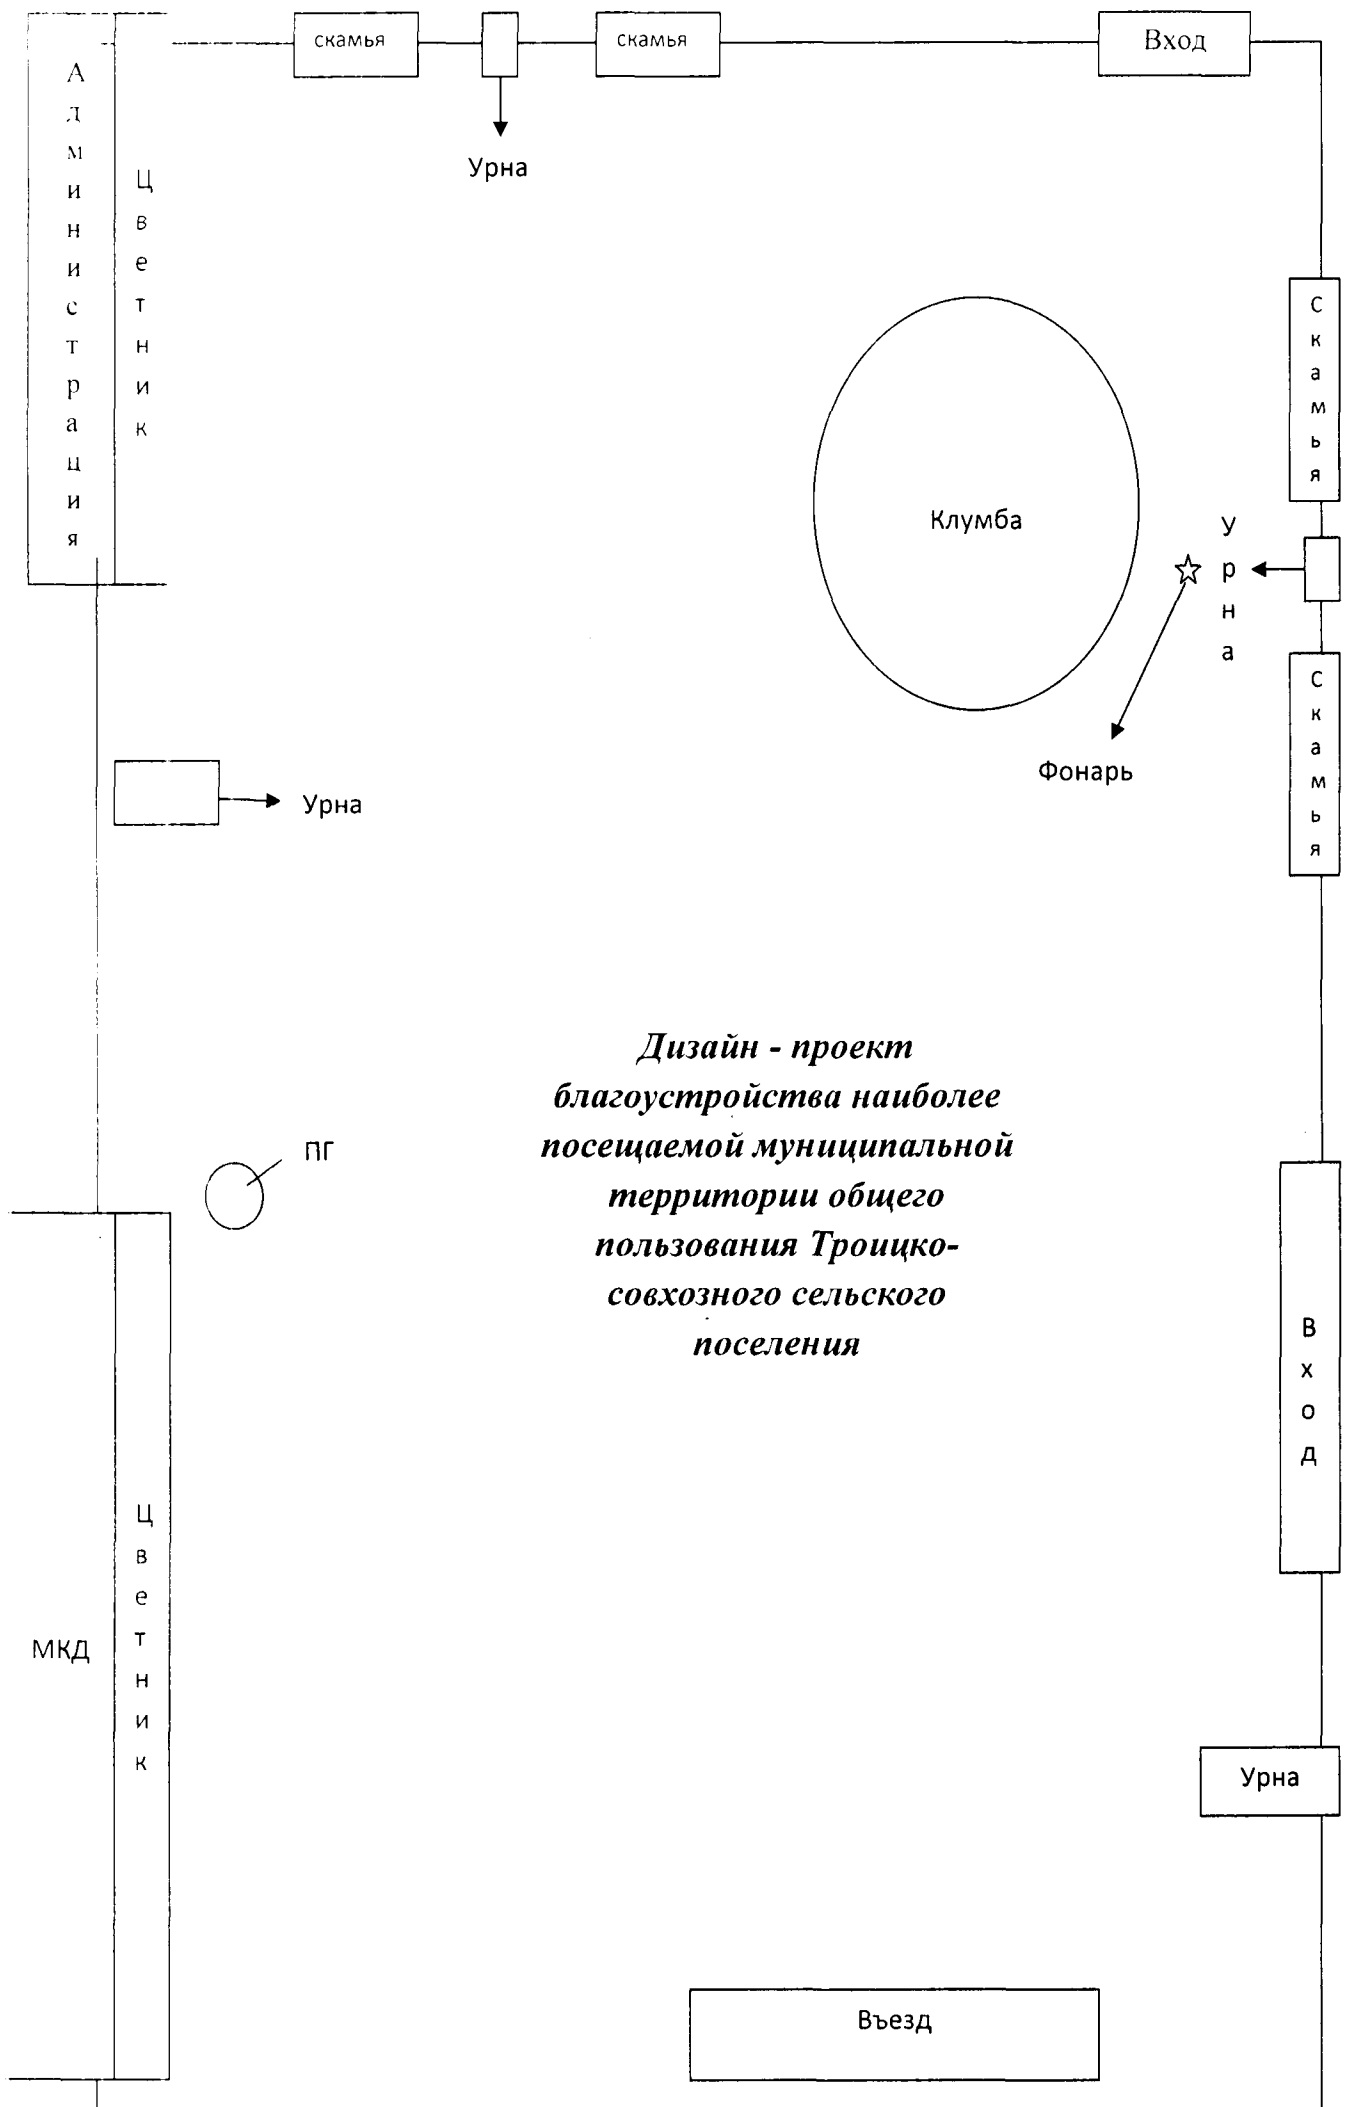 скамья
скамья
Вход
Администрация
Цветник
Урна
Скамья
Клумба
Урна
Фонарь
Скамья
Урна
Дизайн - проект
благоустройства наиболее
посещаемой муниципальной
территории общего
пользования Троицко-
совхозного сельского
поселения
ПГ
Вход
Цветник
МКД
Урна
Въезд